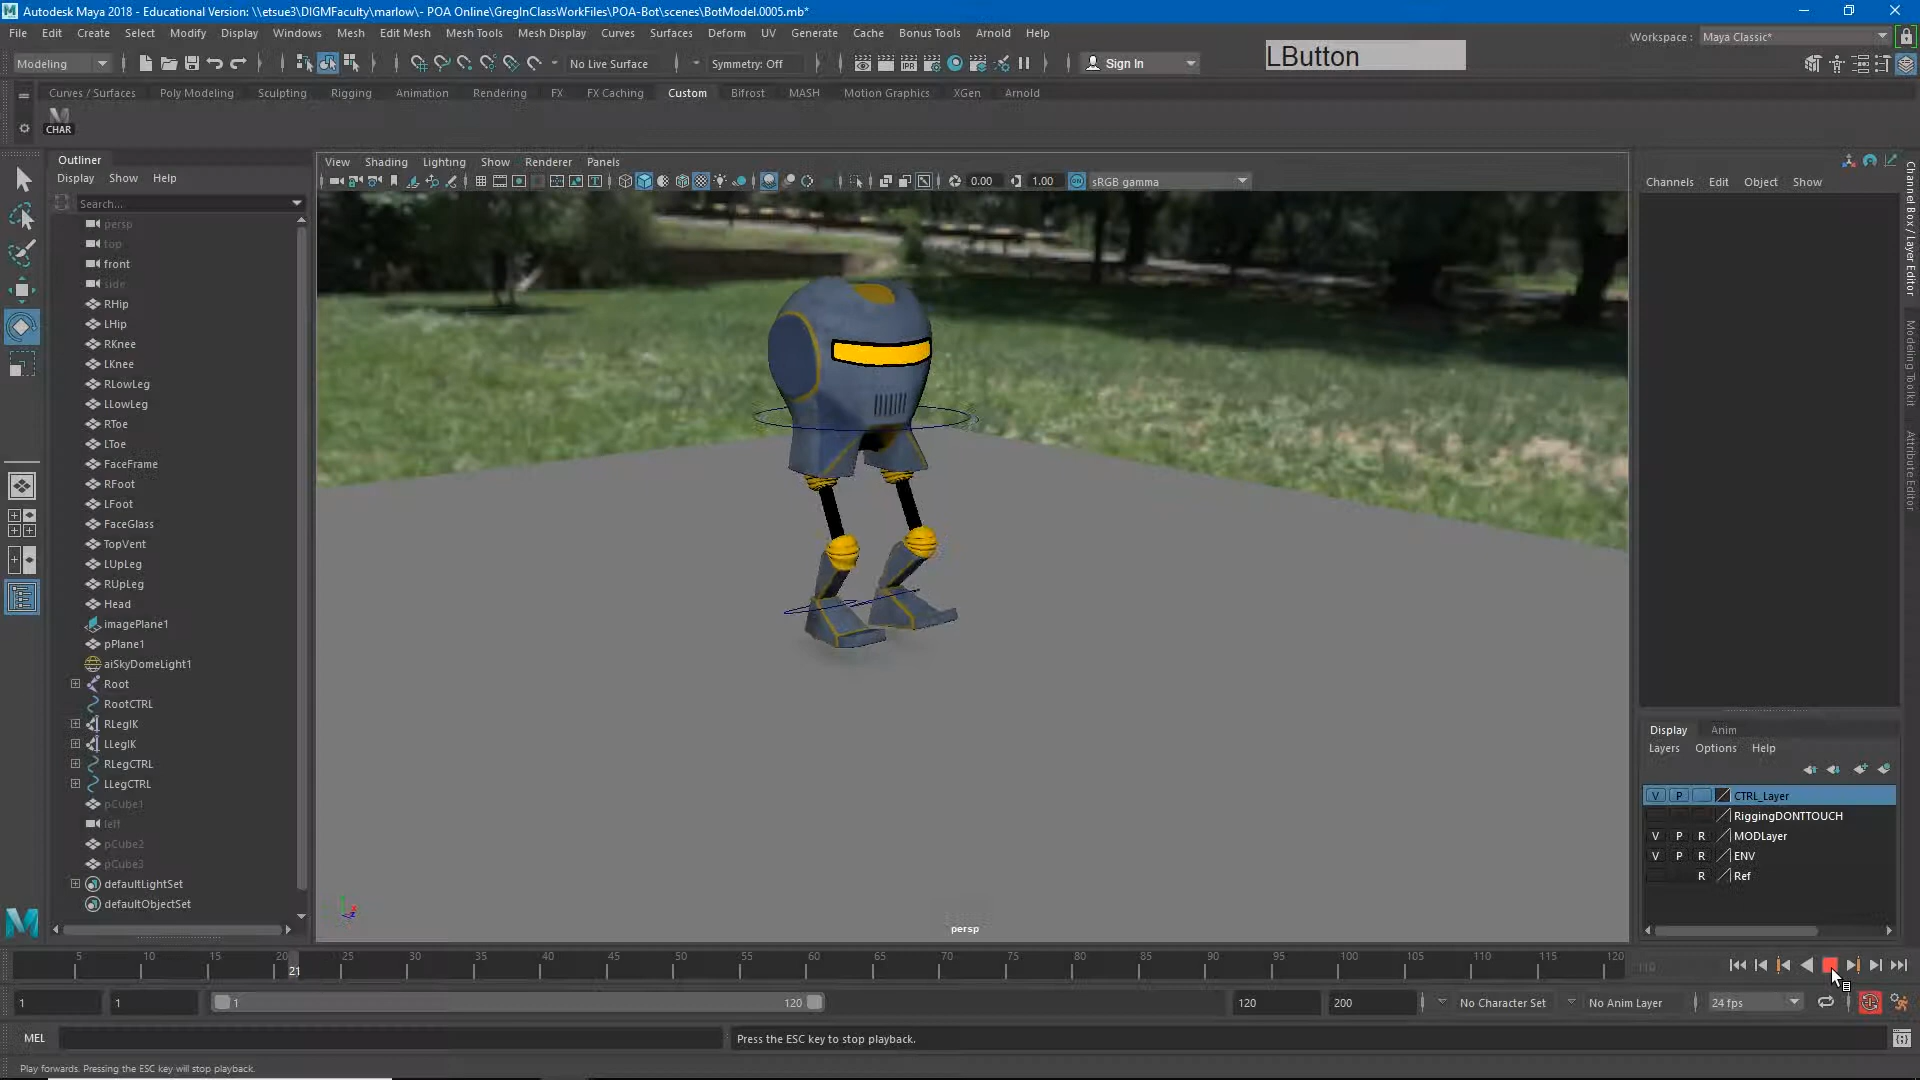 Autodesk Maya 2018 - Educational Version: \\etsue3\DIGMFaculty\marlow\- POA Online\GregInClassWorkFiles\POA-Bot\scenes\BotModel.0005.mb*
File Edit Create Select Modify Display Windows Mesh Edit Mesh Mesh Tools Mesh Display Curves Surfaces Deform UV Generate Cache Bonus Tools Arnold Help
Workspace : Maya Classic*
LButton
Modeling No Live Surface Symmetry: Off Sign In
Curves / Surfaces Poly Modeling Sculpting Rigging Animation Rendering FX FX Caching Custom Bifrost MASH Motion Graphics XGen Arnold
CHAR
Outliner
Display Show Help
Search...
persp
top
front
side
RHip
LHip
RKnee
LKnee
RLowLeg
LLowLeg
RToe
LToe
FaceFrame
RFoot
LFoot
FaceGlass
TopVent
LUpLeg
RUpLeg
Head
imagePlane1
pPlane1
aiSkyDomeLight1
Root
RootCTRL
RLegIK
LLegIK
RLegCTRL
LLegCTRL
pCube1
left
pCube2
pCube3
defaultLightSet
defaultObjectSet
View Shading Lighting Show Renderer Panels
0.00 1.00 ON sRGB gamma
persp
Channels Edit Object Show
Channel Box / Layer Editor
Modeling Toolkit
Attribute Editor
Display Anim
Layers Options Help
V P CTRL_Layer
RiggingDONTTOUCH
V P R MODLayer
V P R ENV
R Ref
5 10 15 20 25 30 35 40 45 50 55 60 65 70 75 80 85 90 95 100 105 110 115 120
21
110
1 1 1 120 120 200 No Character Set No Anim Layer 24 fps
MEL
Press the ESC key to stop playback.
Play forwards. Pressing the ESC key will stop playback.